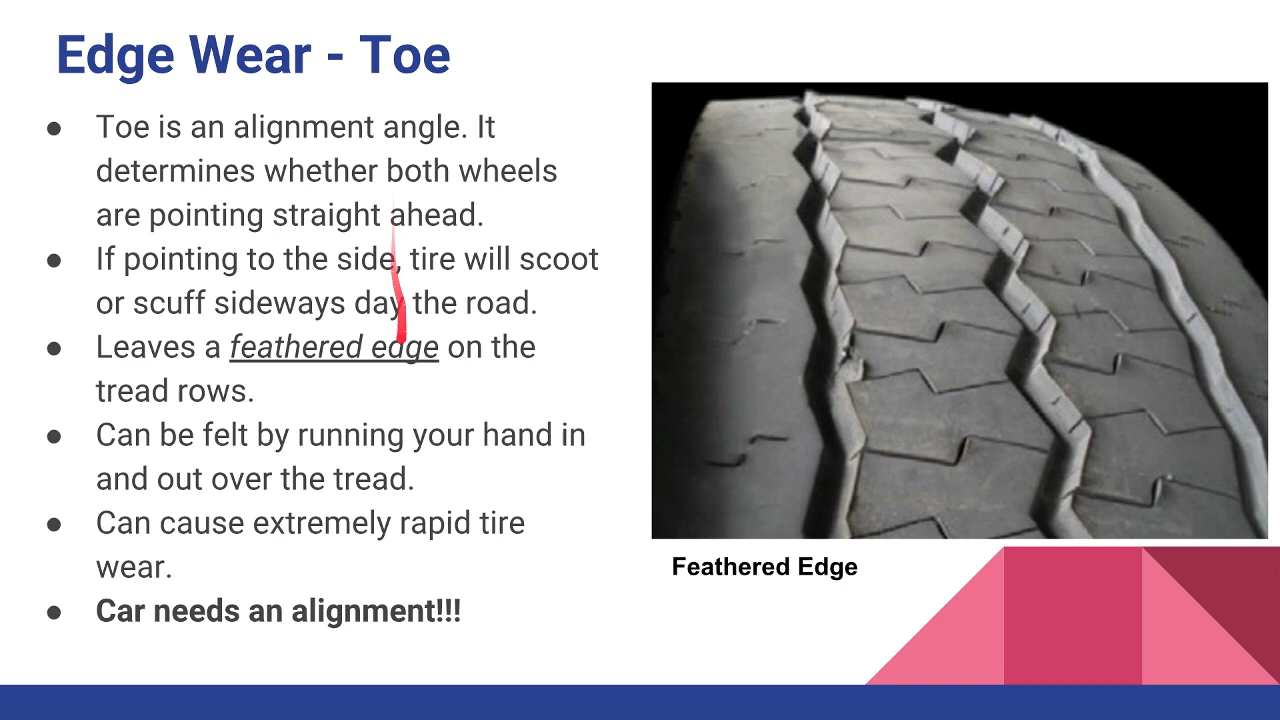 Edge Wear - Toe
● Toe is an alignment angle. It
determines whether both wheels
are pointing straight ahead.
● If pointing to the side, tire will scoot
or scuff sideways day the road.
● Leaves a feathered edge on the
tread rows.
● Can be felt by running your hand in
and out over the tread.
● Can cause extremely rapid tire
wear.
● Car needs an alignment!!!
Feathered Edge